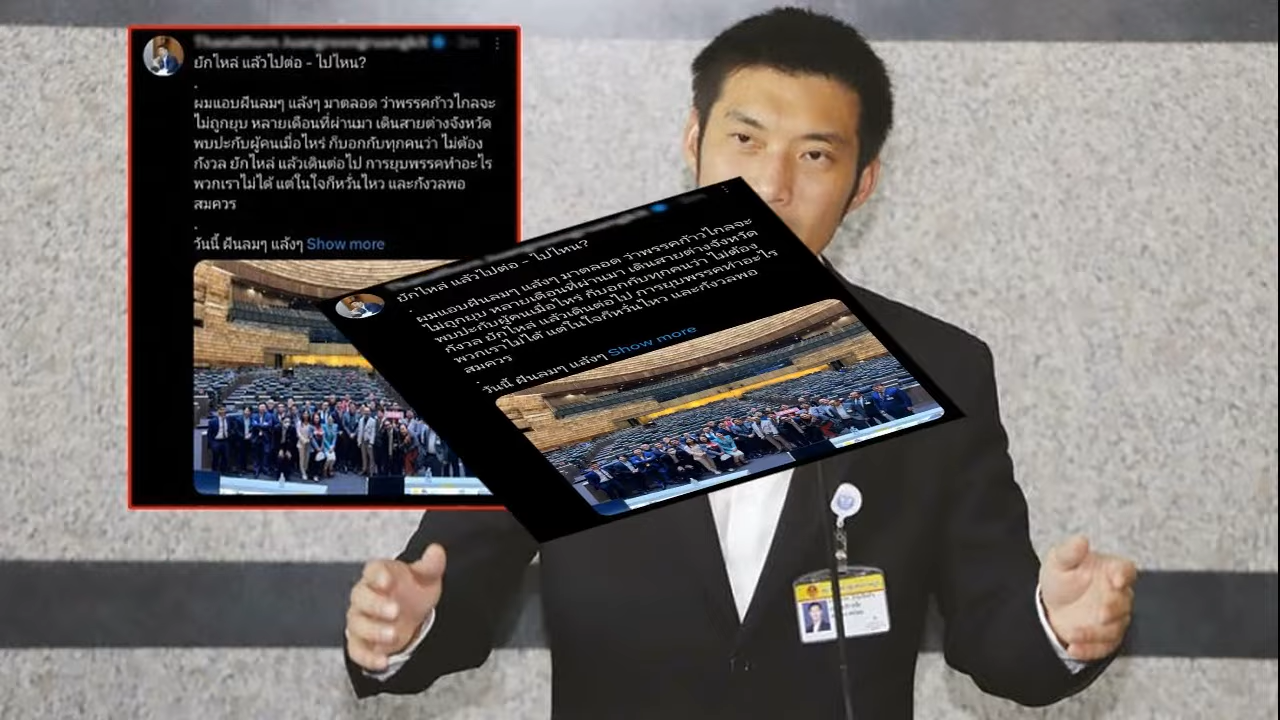 ยักไหล่ แล้วไปต่อ - ไปไหน?
.
ผมแอบฝันลมๆ แล้งๆ มาตลอด ว่าพรรคก้าวไกลจะ
ไม่ถูกยุบ หลายเดือนที่ผ่านมา เดินสายต่างจังหวัด
พบปะกับผู้คนเมื่อไหร่ ก็บอกกับทุกคนว่า ไม่ต้อง
กังวล ยักไหล่ แล้วเดินต่อไป การยุบพรรคทำอะไร
พวกเราไม่ได้ แต่ในใจก็หวั่นไหว และกังวลพอ
สมควร
.
วันนี้ ฝันลมๆ แล้งๆ Show more
ยักไหล่ แล้วไปต่อ - ไปไหน?
.
ผมแอบฝันลมๆ แล้งๆ มาตลอด ว่าพรรคก้าวไกลจะ
ไม่ถูกยุบ หลายเดือนที่ผ่านมา เดินสายต่างจังหวัด
พบปะกับผู้คนเมื่อไหร่ ก็บอกกับทุกคนว่า ไม่ต้อง
กังวล ยักไหล่ แล้วเดินต่อไป การยุบพรรคทำอะไร
พวกเราไม่ได้ แต่ในใจก็หวั่นไหว และกังวลพอ
สมควร
.
วันนี้ ฝันลมๆ แล้งๆ Show more